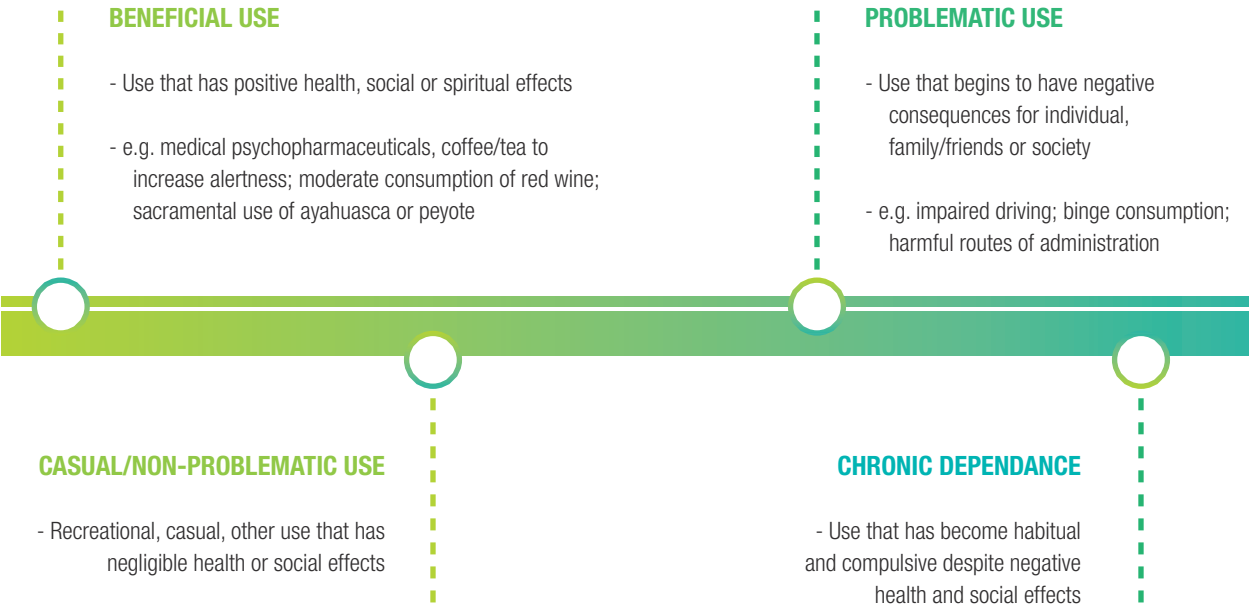 BENEFICIAL USE
- Use that has positive health, social or spiritual effects
- e.g. medical psychopharmaceuticals, coffee/tea to
increase alertness; moderate consumption of red wine;
sacramental use of ayahuasca or peyote
PROBLEMATIC USE
- Use that begins to have negative
consequences for individual,
family/friends or society
- e.g. impaired driving; binge consumption;
harmful routes of administration
CASUAL/NON-PROBLEMATIC USE
- Recreational, casual, other use that has
negligible health or social effects
CHRONIC DEPENDANCE
- Use that has become habitual
and compulsive despite negative
health and social effects